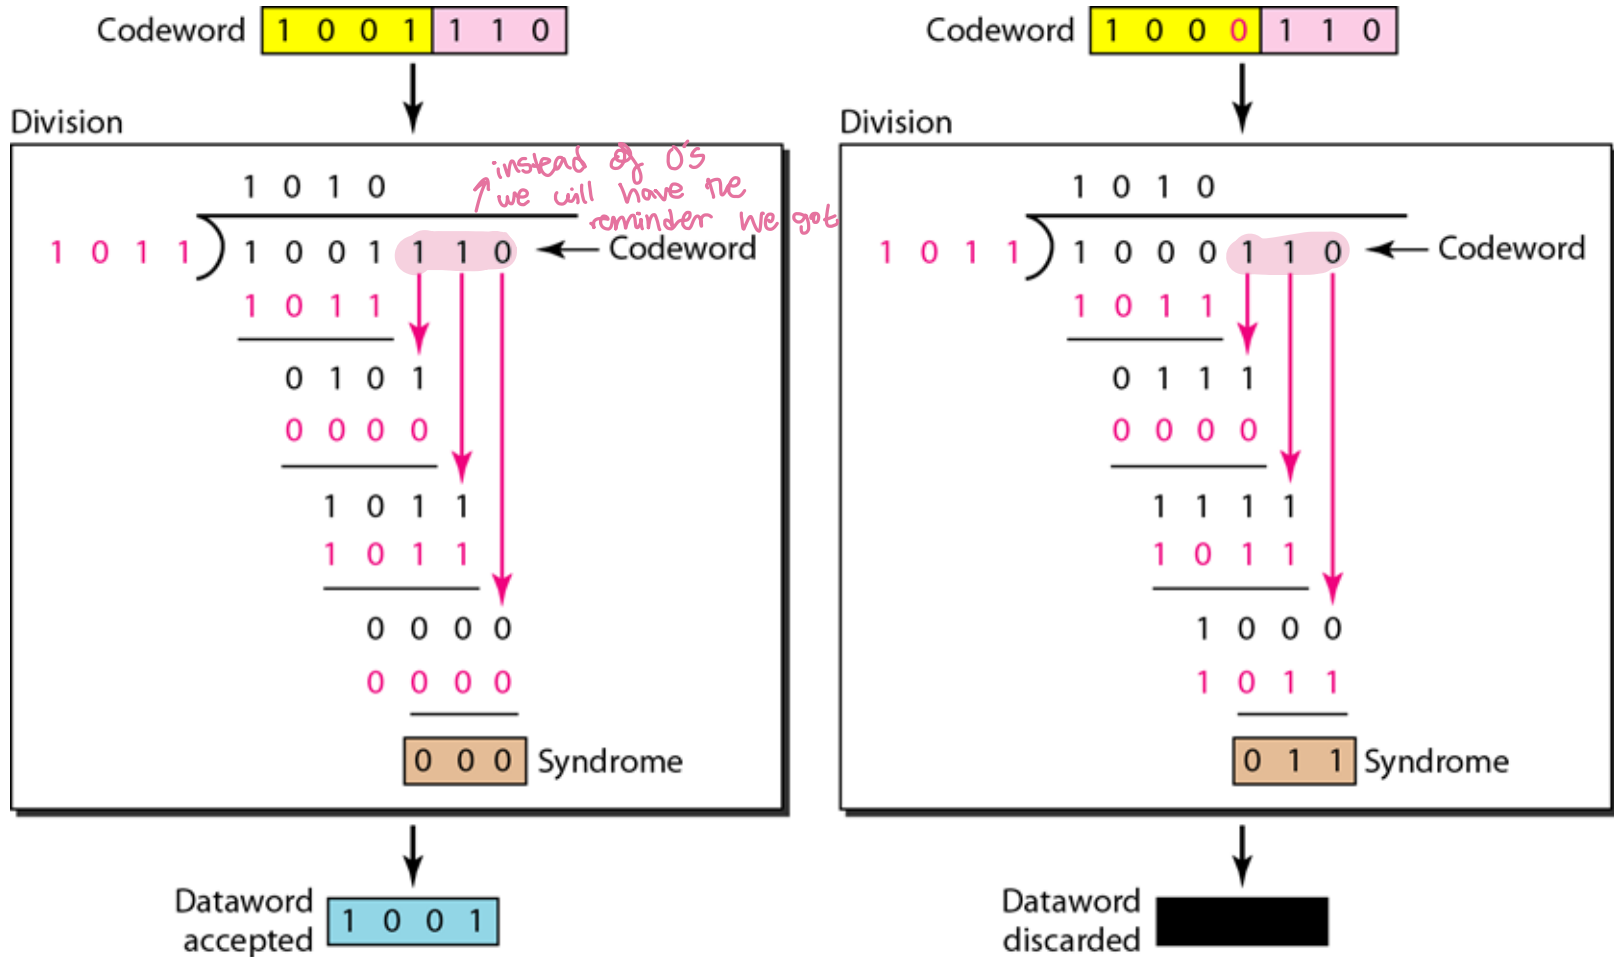 Codeword 1 0 0 1 1 1 0
Division
instead of 0's
we will have the
reminder we got
1 0 1 0
1 0 1 1 1 0 0 1 1 1 0 Codeword
1 0 1 1
0 1 0 1
0 0 0 0
1 0 1 1
1 0 1 1
0 0 0 0
0 0 0 0
0 0 0 Syndrome
Dataword
accepted 1 0 0 1
Codeword 1 0 0 0 1 1 0
Division
1 0 1 0
1 0 1 1 1 0 0 0 1 1 0 Codeword
1 0 1 1
0 1 1 1
0 0 0 0
1 1 1 1
1 0 1 1
1 0 0 0
1 0 1 1
0 1 1 Syndrome
Dataword
discarded